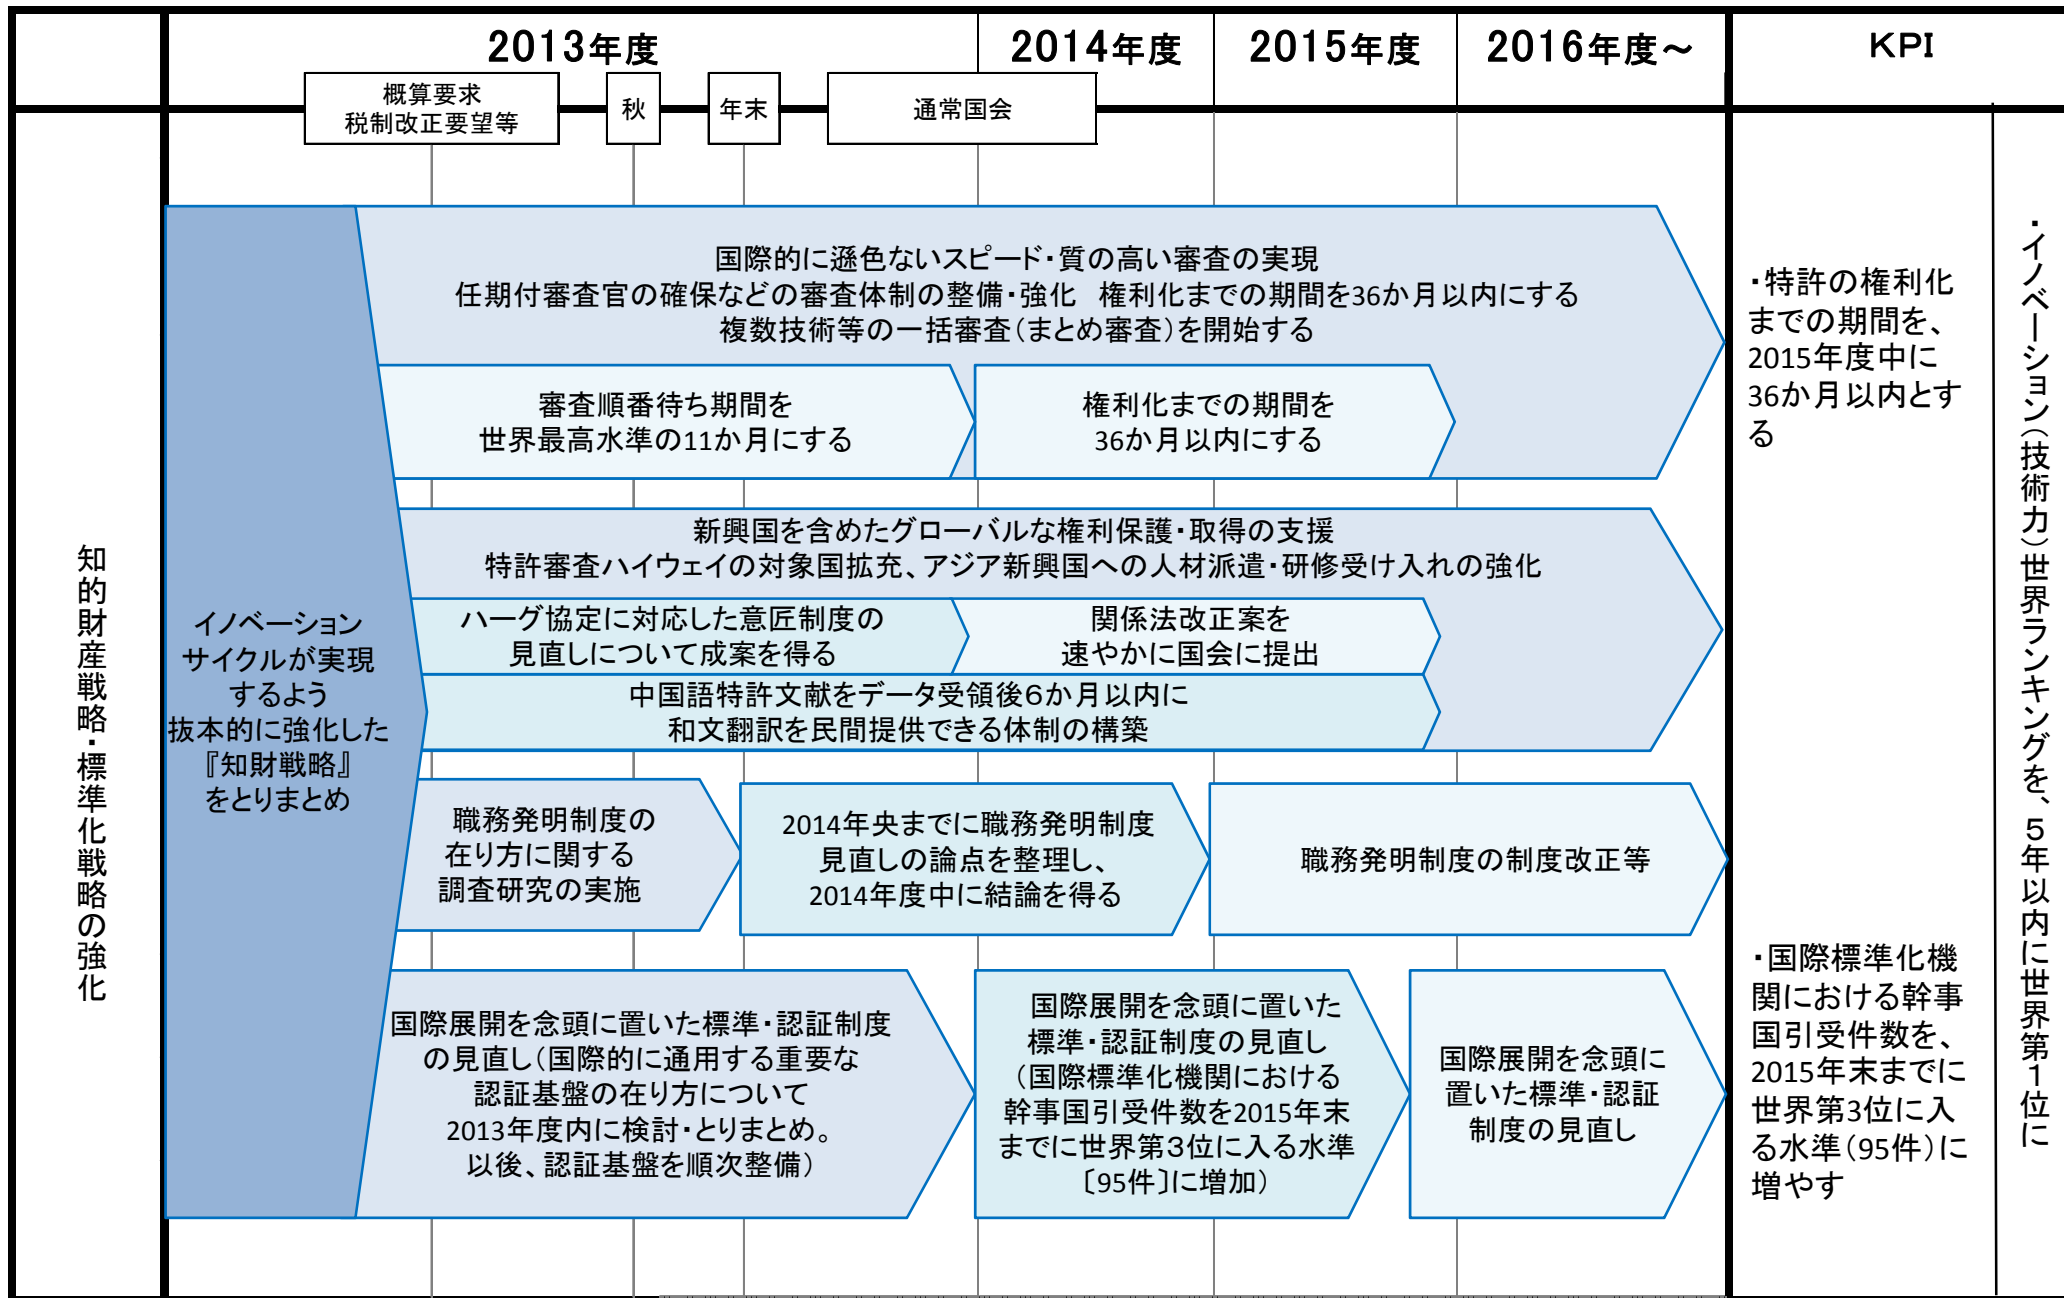 2013年度
2014年度
2015年度
2016年度～
KPI
概算要求
税制改正要望等
秋
年末
通常国会
知的財産戦略・標準化戦略の強化
イノベーション
サイクルが実現
するよう
抜本的に強化した
『知財戦略』
をとりまとめ
国際的に遜色ないスピード・質の高い審査の実現
任期付審査官の確保などの審査体制の整備・強化　権利化までの期間を36か月以内にする
複数技術等の一括審査（まとめ審査）を開始する
審査順番待ち期間を
世界最高水準の11か月にする
権利化までの期間を
36か月以内にする
新興国を含めたグローバルな権利保護・取得の支援
特許審査ハイウェイの対象国拡充、アジア新興国への人材派遣・研修受け入れの強化
ハーグ協定に対応した意匠制度の
見直しについて成案を得る
関係法改正案を
速やかに国会に提出
中国語特許文献をデータ受領後６か月以内に
和文翻訳を民間提供できる体制の構築
職務発明制度の
在り方に関する
調査研究の実施
2014年央までに職務発明制度
見直しの論点を整理し、
2014年度中に結論を得る
職務発明制度の制度改正等
国際展開を念頭に置いた標準・認証制度
の見直し（国際的に通用する重要な
認証基盤の在り方について
2013年度内に検討・とりまとめ。
以後、認証基盤を順次整備）
国際展開を念頭に置いた
標準・認証制度の見直し
（国際標準化機関における
幹事国引受件数を2015年末
までに世界第３位に入る水準
〔95件〕に増加）
国際展開を念頭に
置いた標準・認証
制度の見直し
・特許の権利化
までの期間を、
2015年度中に
36か月以内とす
る
・国際標準化機
関における幹事
国引受件数を、
2015年末までに
世界第3位に入
る水準（95件）に
増やす
・イノベーション（技術力）世界ランキングを、５年以内に世界第１位に